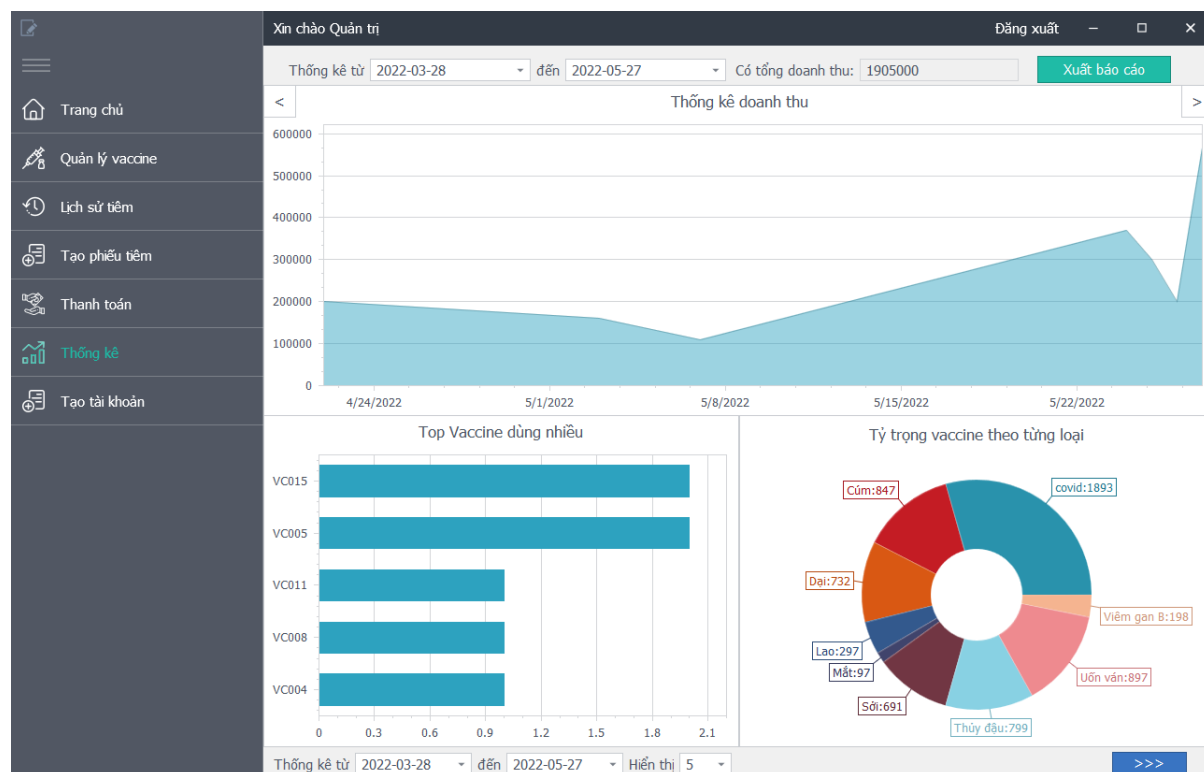 Xin chào Quản trị
Đăng xuất
Trang chủ
Quản lý vaccine
Lịch sử tiêm
Tạo phiếu tiêm
Thanh toán
Thống kê
Tạo tài khoản
Thống kê từ 2022-03-28 đến 2022-05-27 Có tổng doanh thu: 1905000 Xuất báo cáo
< Thống kê doanh thu >
600000
500000
400000
300000
200000
100000
0
4/24/2022 5/1/2022 5/8/2022 5/15/2022 5/22/2022
Top Vaccine dùng nhiều
VC015
VC005
VC011
VC008
VC004
0 0.3 0.6 0.9 1.2 1.5 1.8 2.1
Tỷ trọng vaccine theo từng loại
covid:1893
Cúm:847
Dại:732
Viêm gan B:198
Lao:297
Mắt:97
Uốn ván:897
Sởi:691
Thủy đậu:799
Thống kê từ 2022-03-28 đến 2022-05-27 Hiển thị 5 >>>